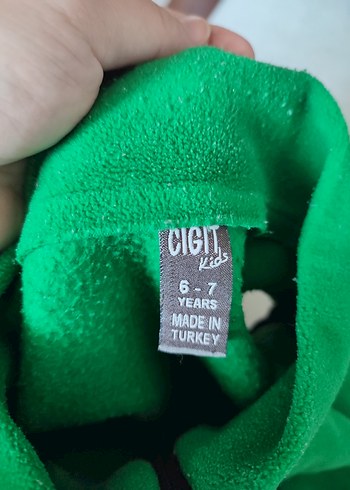 CIGIT
Kids
6 - 7
YEARS
MADE IN
TURKEY